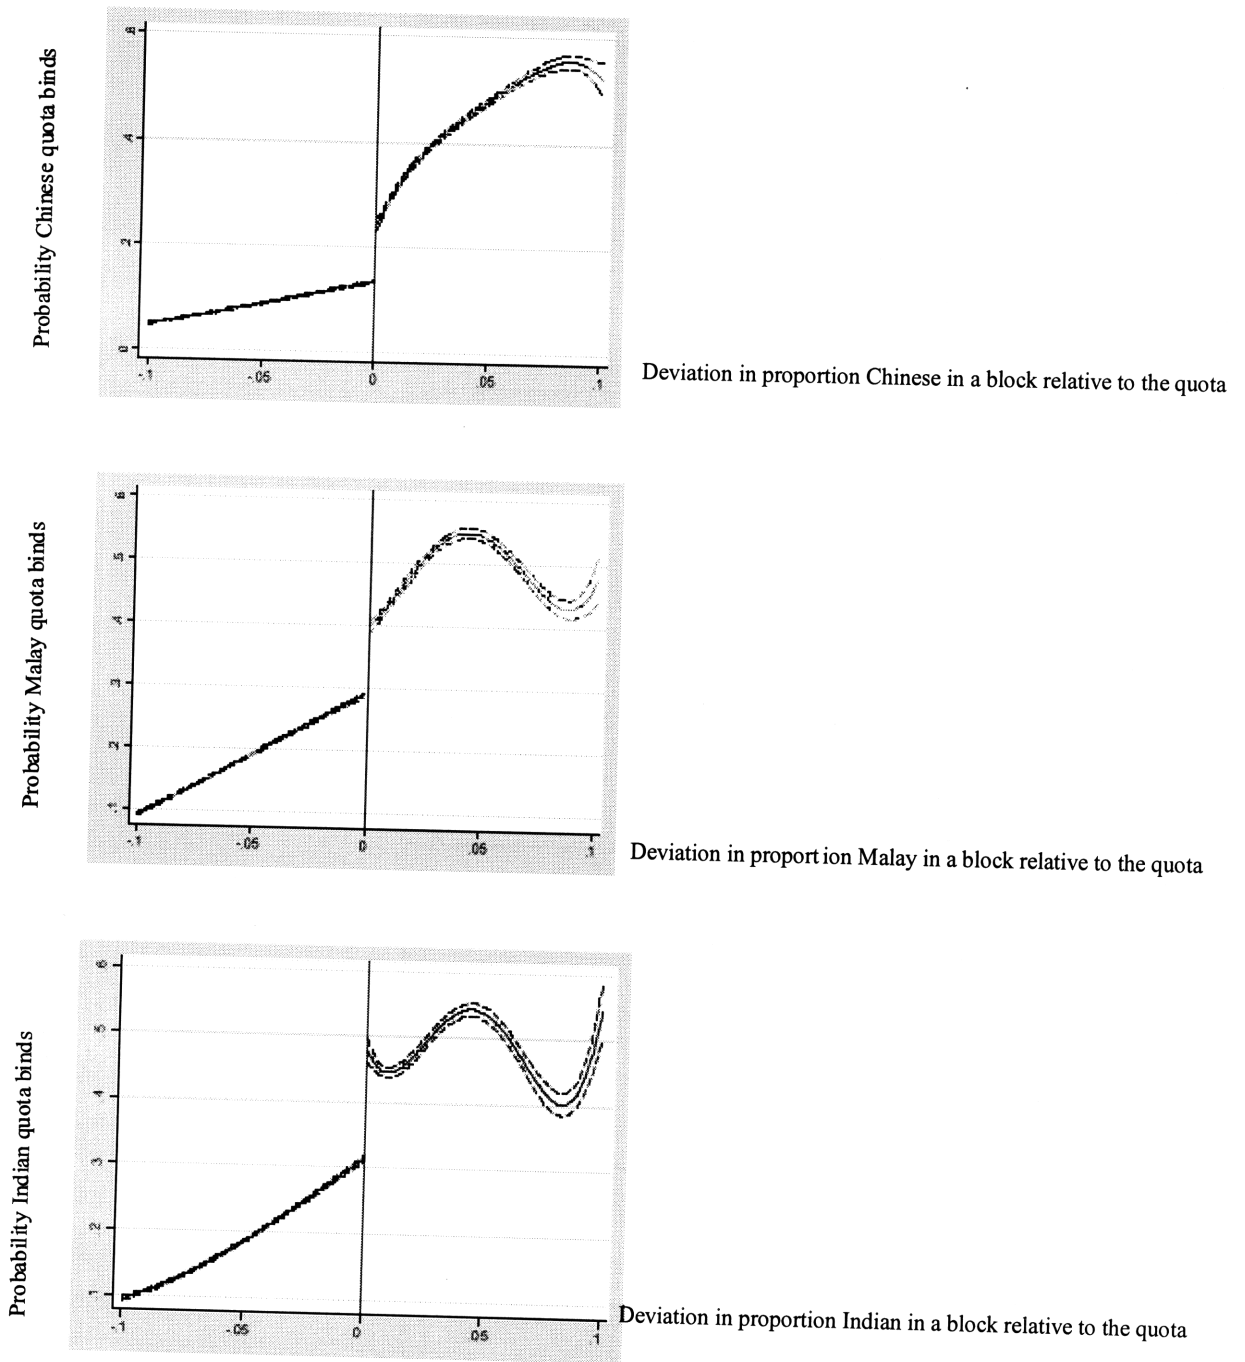 Probability Chinese quota binds
.6
.4
.2
0
-.1 -.05 0 .05 .1
Deviation in proportion Chinese in a block relative to the quota
Probability Malay quota binds
.6
.5
.4
.3
.2
.1
-.1 -.05 0 .05 .1
Deviation in proport ion Malay in a block relative to the quota
Probability Indian quota binds
.6
.5
.4
.3
.2
.1
-.1 -.05 0 .05 .1
Deviation in proportion Indian in a block relative to the quota